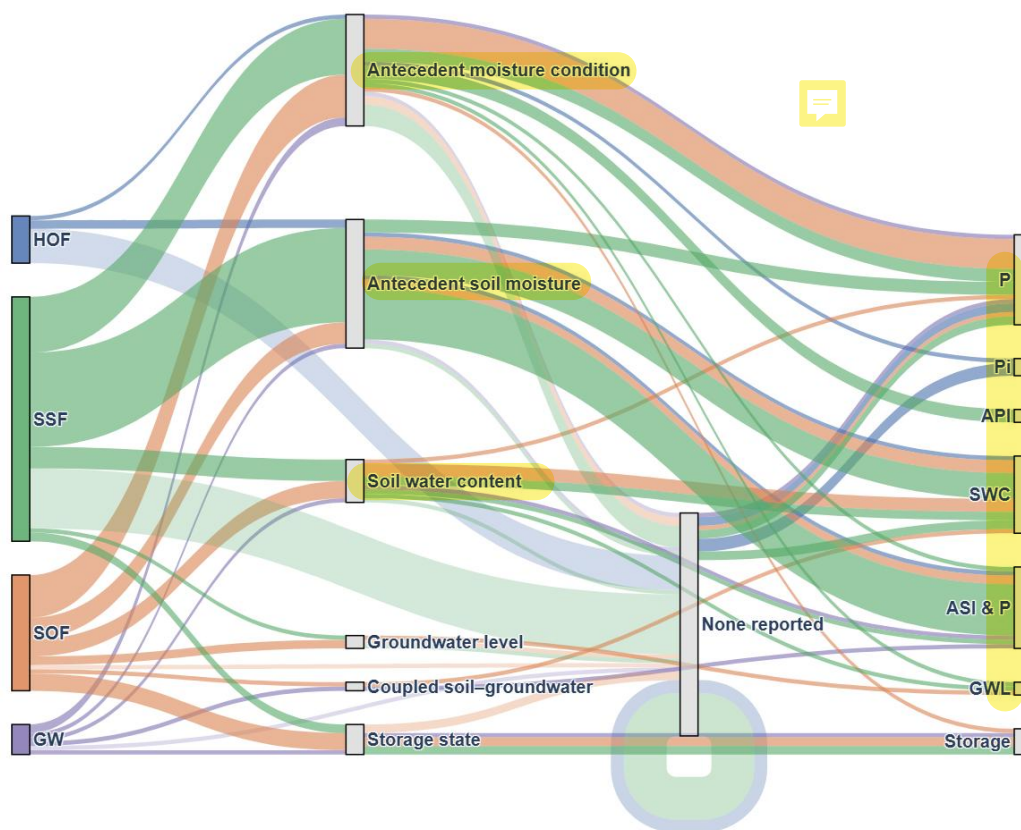 Antecedent moisture condition
HOF
P
Antecedent soil moisture
Pi
API
SSF
Soil water content
SWC
ASI & P
None reported
SOF
Groundwater level
Coupled soil–groundwater
GWL
GW
Storage state
Storage